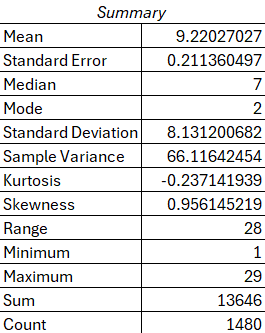 Summary
Mean 9.22027027
Standard Error 0.211360497
Median 7
Mode 2
Standard Deviation 8.131200682
Sample Variance 66.11642454
Kurtosis -0.237141939
Skewness 0.956145219
Range 28
Minimum 1
Maximum 29
Sum 13646
Count 1480